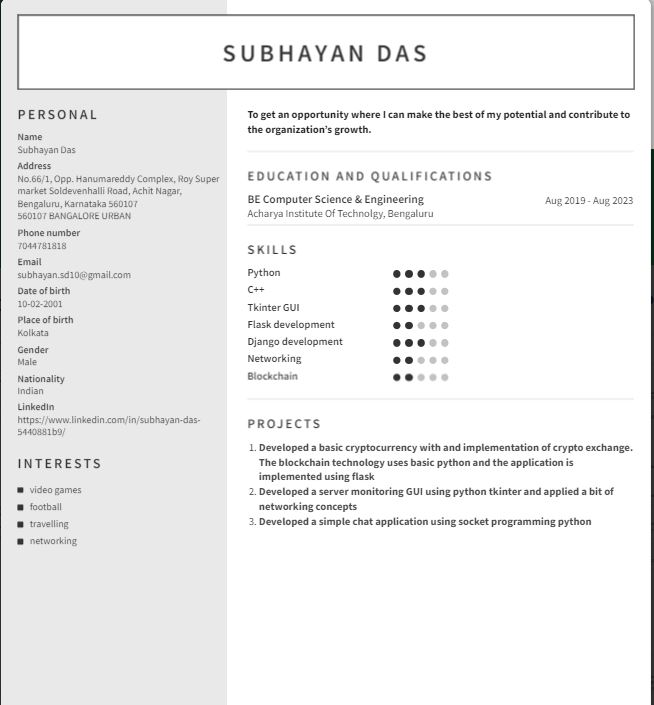 SUBHAYAN DAS
PERSONAL
Name
Subhayan Das
Address
No.66/1, Opp. Hanumareddy Complex, Roy Super
market Soldevenhalli Road, Achit Nagar,
Bengaluru, Karnataka 560107
560107 BANGALORE URBAN
Phone number
7044781818
Email
subhayan.sd10@gmail.com
Date of birth
10-02-2001
Place of birth
Kolkata
Gender
Male
Nationality
Indian
LinkedIn
https://www.linkedin.com/in/subhayan-das-
5440881b9/
INTERESTS
video games
football
travelling
networking
To get an opportunity where I can make the best of my potential and contribute to
the organization's growth.
EDUCATION AND QUALIFICATIONS
BE Computer Science & Engineering Aug 2019 - Aug 2023
Acharya Institute Of Technolgy, Bengaluru
SKILLS
Python
C++
Tkinter GUI
Flask development
Django development
Networking
Blockchain
PROJECTS
1. Developed a basic cryptocurrency with and implementation of crypto exchange.
The blockchain technology uses basic python and the application is
implemented using flask
2. Developed a server monitoring GUI using python tkinter and applied a bit of
networking concepts
3. Developed a simple chat application using socket programming python